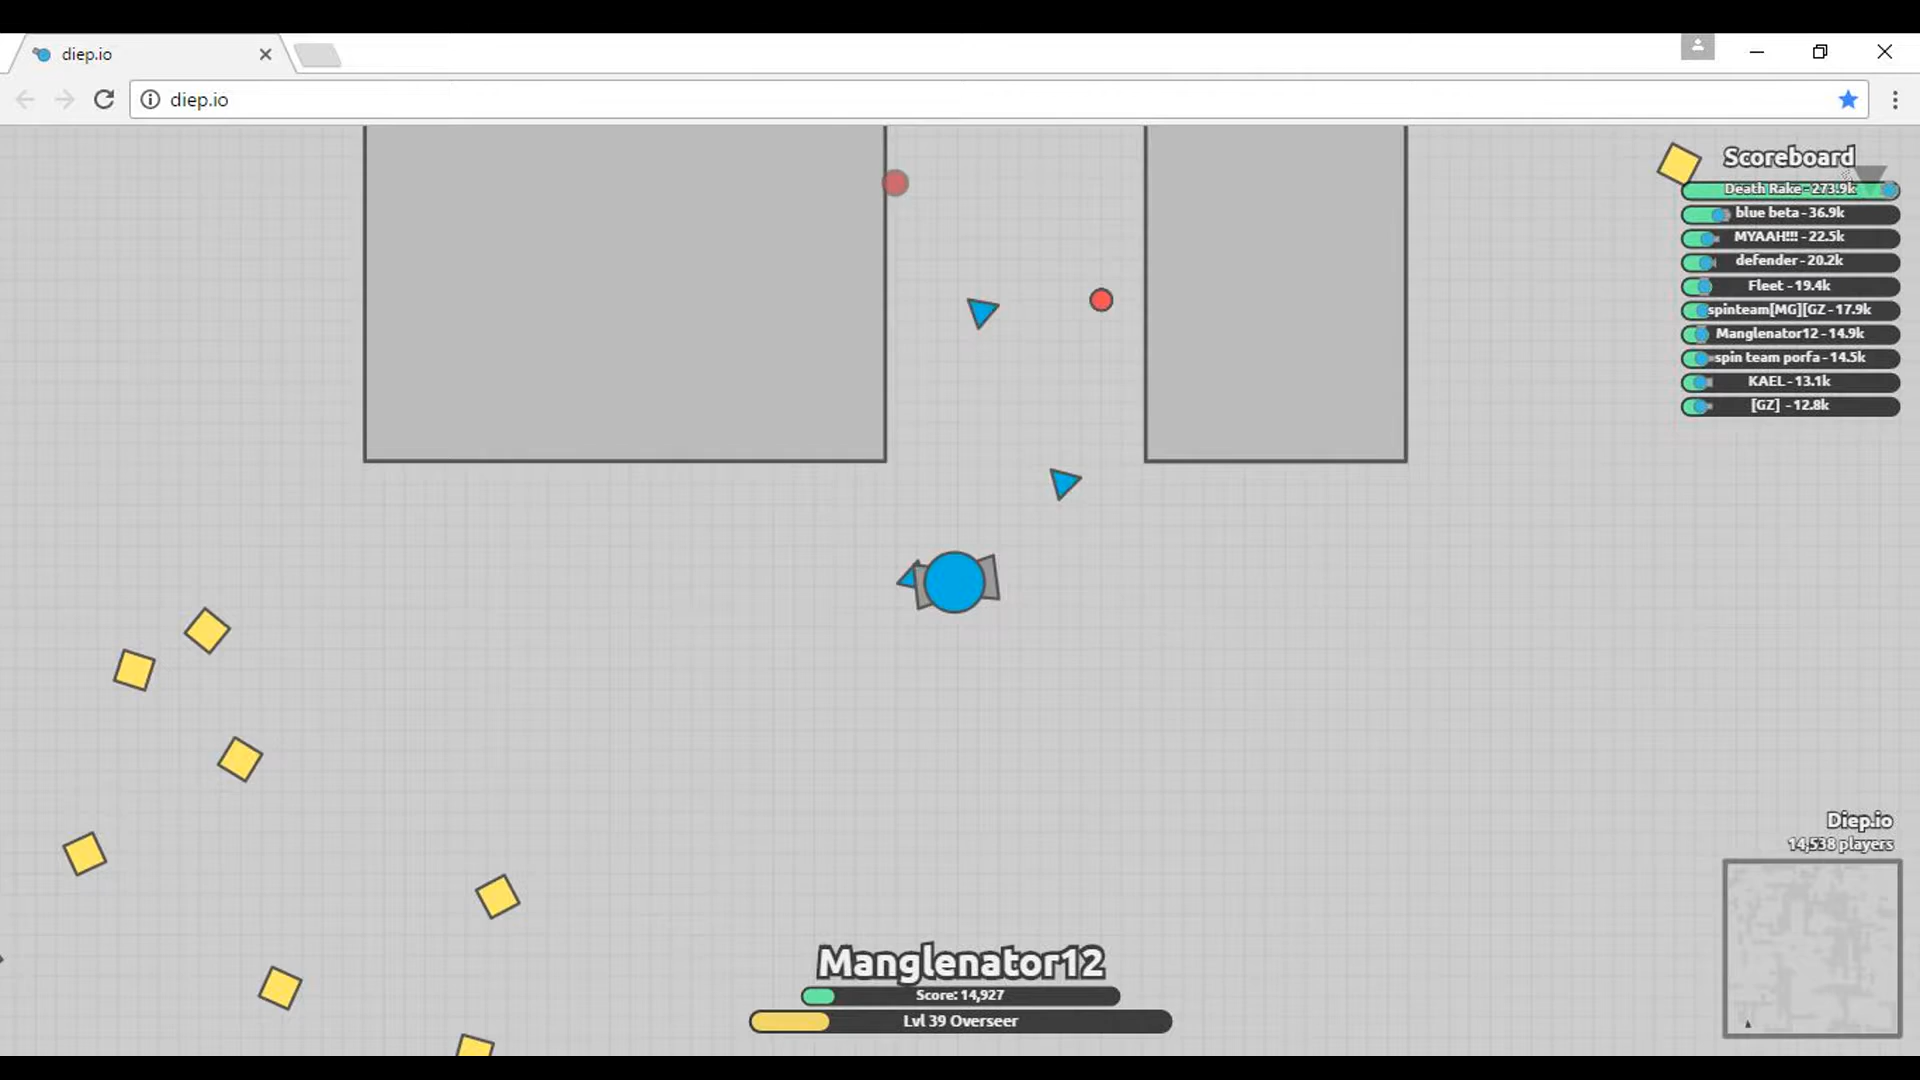 diep.io
diep.io
Scoreboard
Death Rake - 273.9k
blue beta - 36.9k
MYAAH!!! - 22.5k
defender - 20.2k
Fleet - 19.4k
spinteam[MG][GZ - 17.9k
Manglenator12 - 14.9k
spin team porfa - 14.5k
KAEL - 13.1k
[GZ] - 12.8k
Diep.io
14,538 players
Manglenator12
Score: 14,927
Lvl 39 Overseer